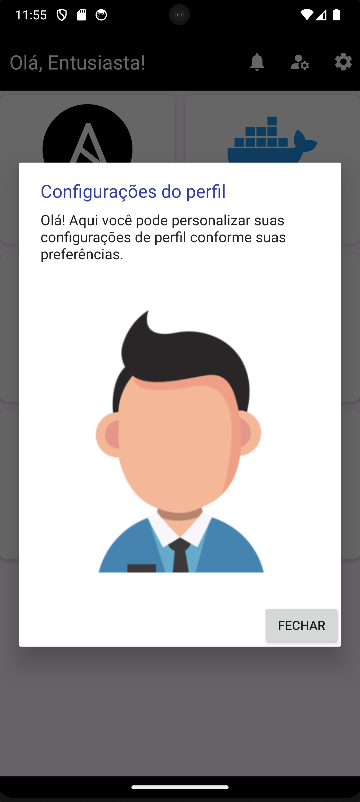 11:55
Olá, Entusiasta!
Configurações do perfil
Olá! Aqui você pode personalizar suas
configurações de perfil conforme suas
preferências.
FECHAR